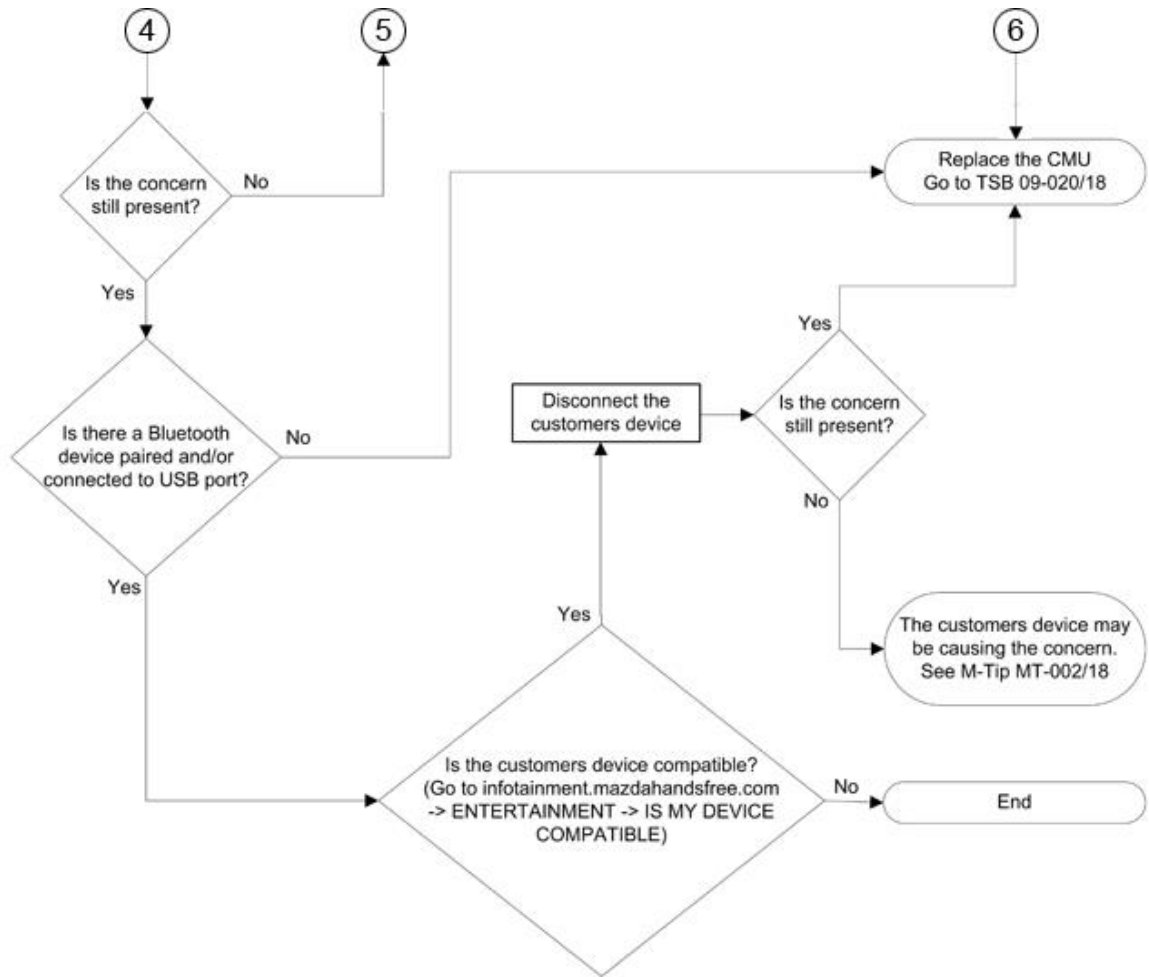 4
5
6
Is the concern
still present?
No
Yes
Replace the CMU
Go to TSB 09-020/18
Is there a Bluetooth
device paired and/or
connected to USB port?
No
Yes
Disconnect the
customers device
Yes
Is the concern
still present?
No
The customers device may
be causing the concern.
See M-Tip MT-002/18
Yes
Is the customers device compatible?
(Go to infotainment.mazdahandsfree.com
-> ENTERTAINMENT -> IS MY DEVICE
COMPATIBLE)
No
End